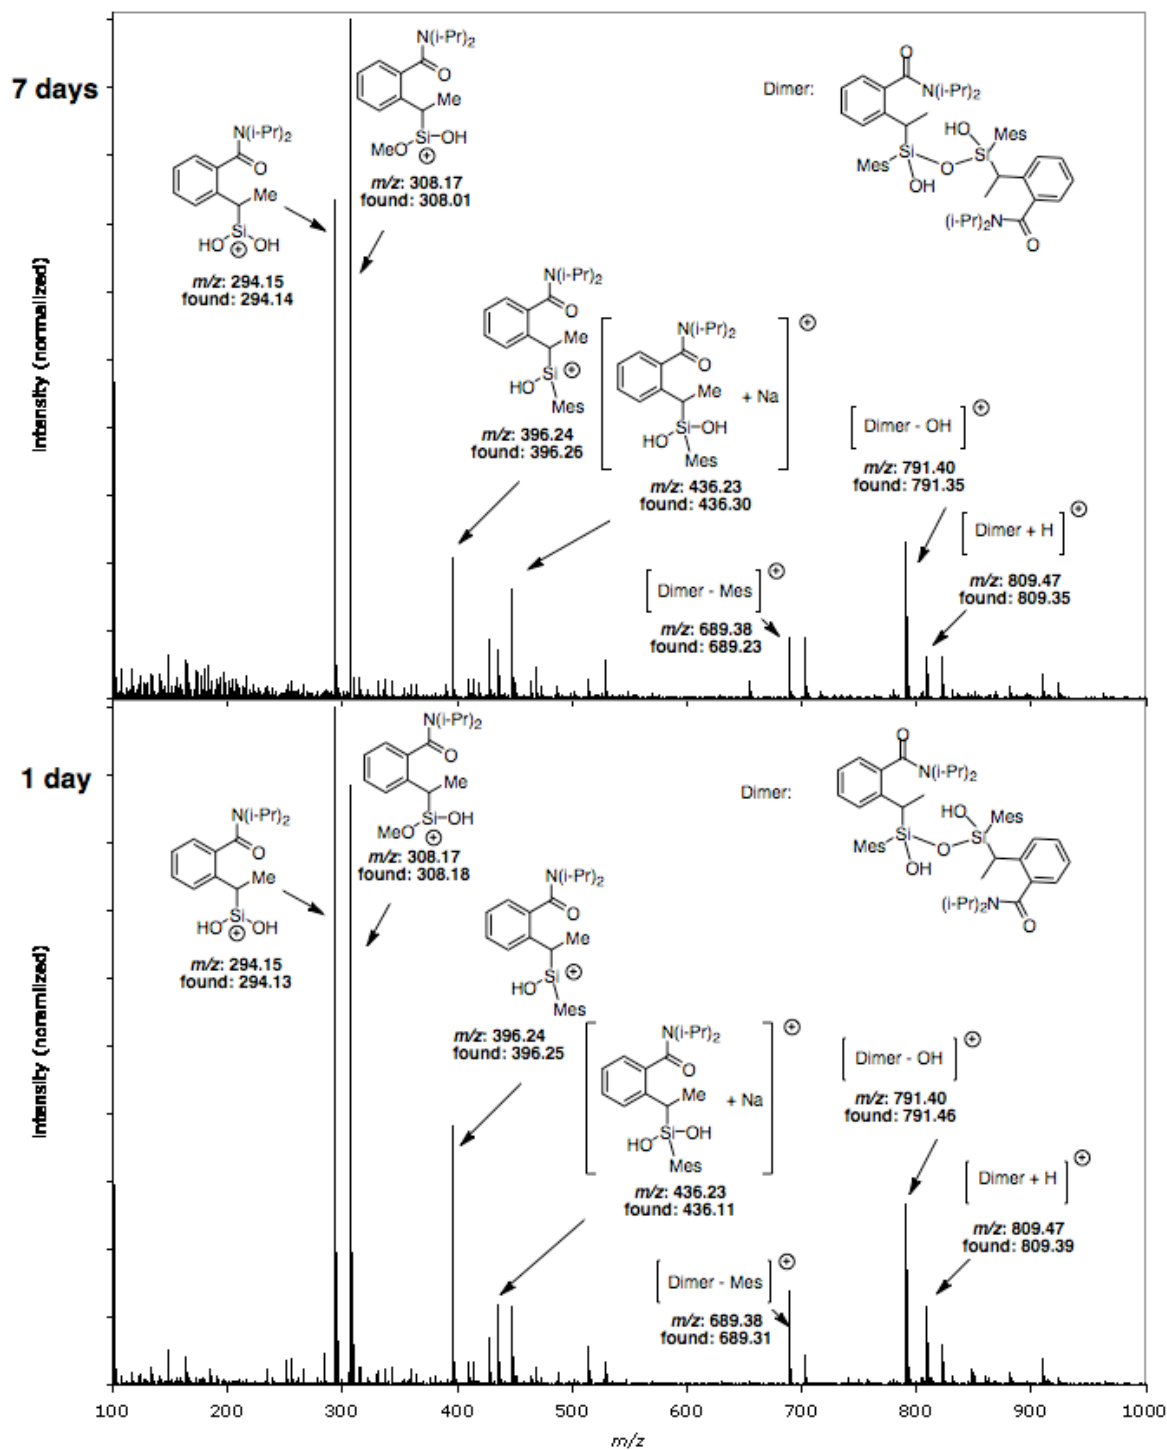 7 days
Intensity (normalized)
N(i-Pr)2
O
Me
HO Si OH
⊕
m/z: 294.15
found: 294.14
N(i-Pr)2
O
Me
Si-OH
MeO
⊕
m/z: 308.17
found: 308.01
N(i-Pr)2
O
Me
Si ⊕
HO
Mes
m/z: 396.24
found: 396.26
N(i-Pr)2
O
Me
+ Na
Si-OH
HO
Mes
⊕
m/z: 436.23
found: 436.30
Dimer:
O
N(i-Pr)2
HO Mes
Si Si
Mes O
OH
(i-Pr)2N
O
[Dimer - Mes] ⊕
m/z: 689.38
found: 689.23
[Dimer - OH] ⊕
m/z: 791.40
found: 791.35
[Dimer + H] ⊕
m/z: 809.47
found: 809.35
1 day
Intensity (noramlized)
N(i-Pr)2
O
Me
Si
HO OH
⊕
m/z: 294.15
found: 294.13
N(i-Pr)2
O
Me
Si-OH
MeO
⊕
m/z: 308.17
found: 308.18
N(i-Pr)2
O
Me
Si ⊕
HO
Mes
m/z: 396.24
found: 396.25
N(i-Pr)2
O
Me
+ Na
Si-OH
HO
Mes
⊕
m/z: 436.23
found: 436.11
Dimer:
O
N(i-Pr)2
HO Mes
Si Si
Mes O
OH
(i-Pr)2N
O
[Dimer - Mes] ⊕
m/z: 689.38
found: 689.31
[Dimer - OH] ⊕
m/z: 791.40
found: 791.46
[Dimer + H] ⊕
m/z: 809.47
found: 809.39
100 200 300 400 500 600 700 800 900 1000
m/z